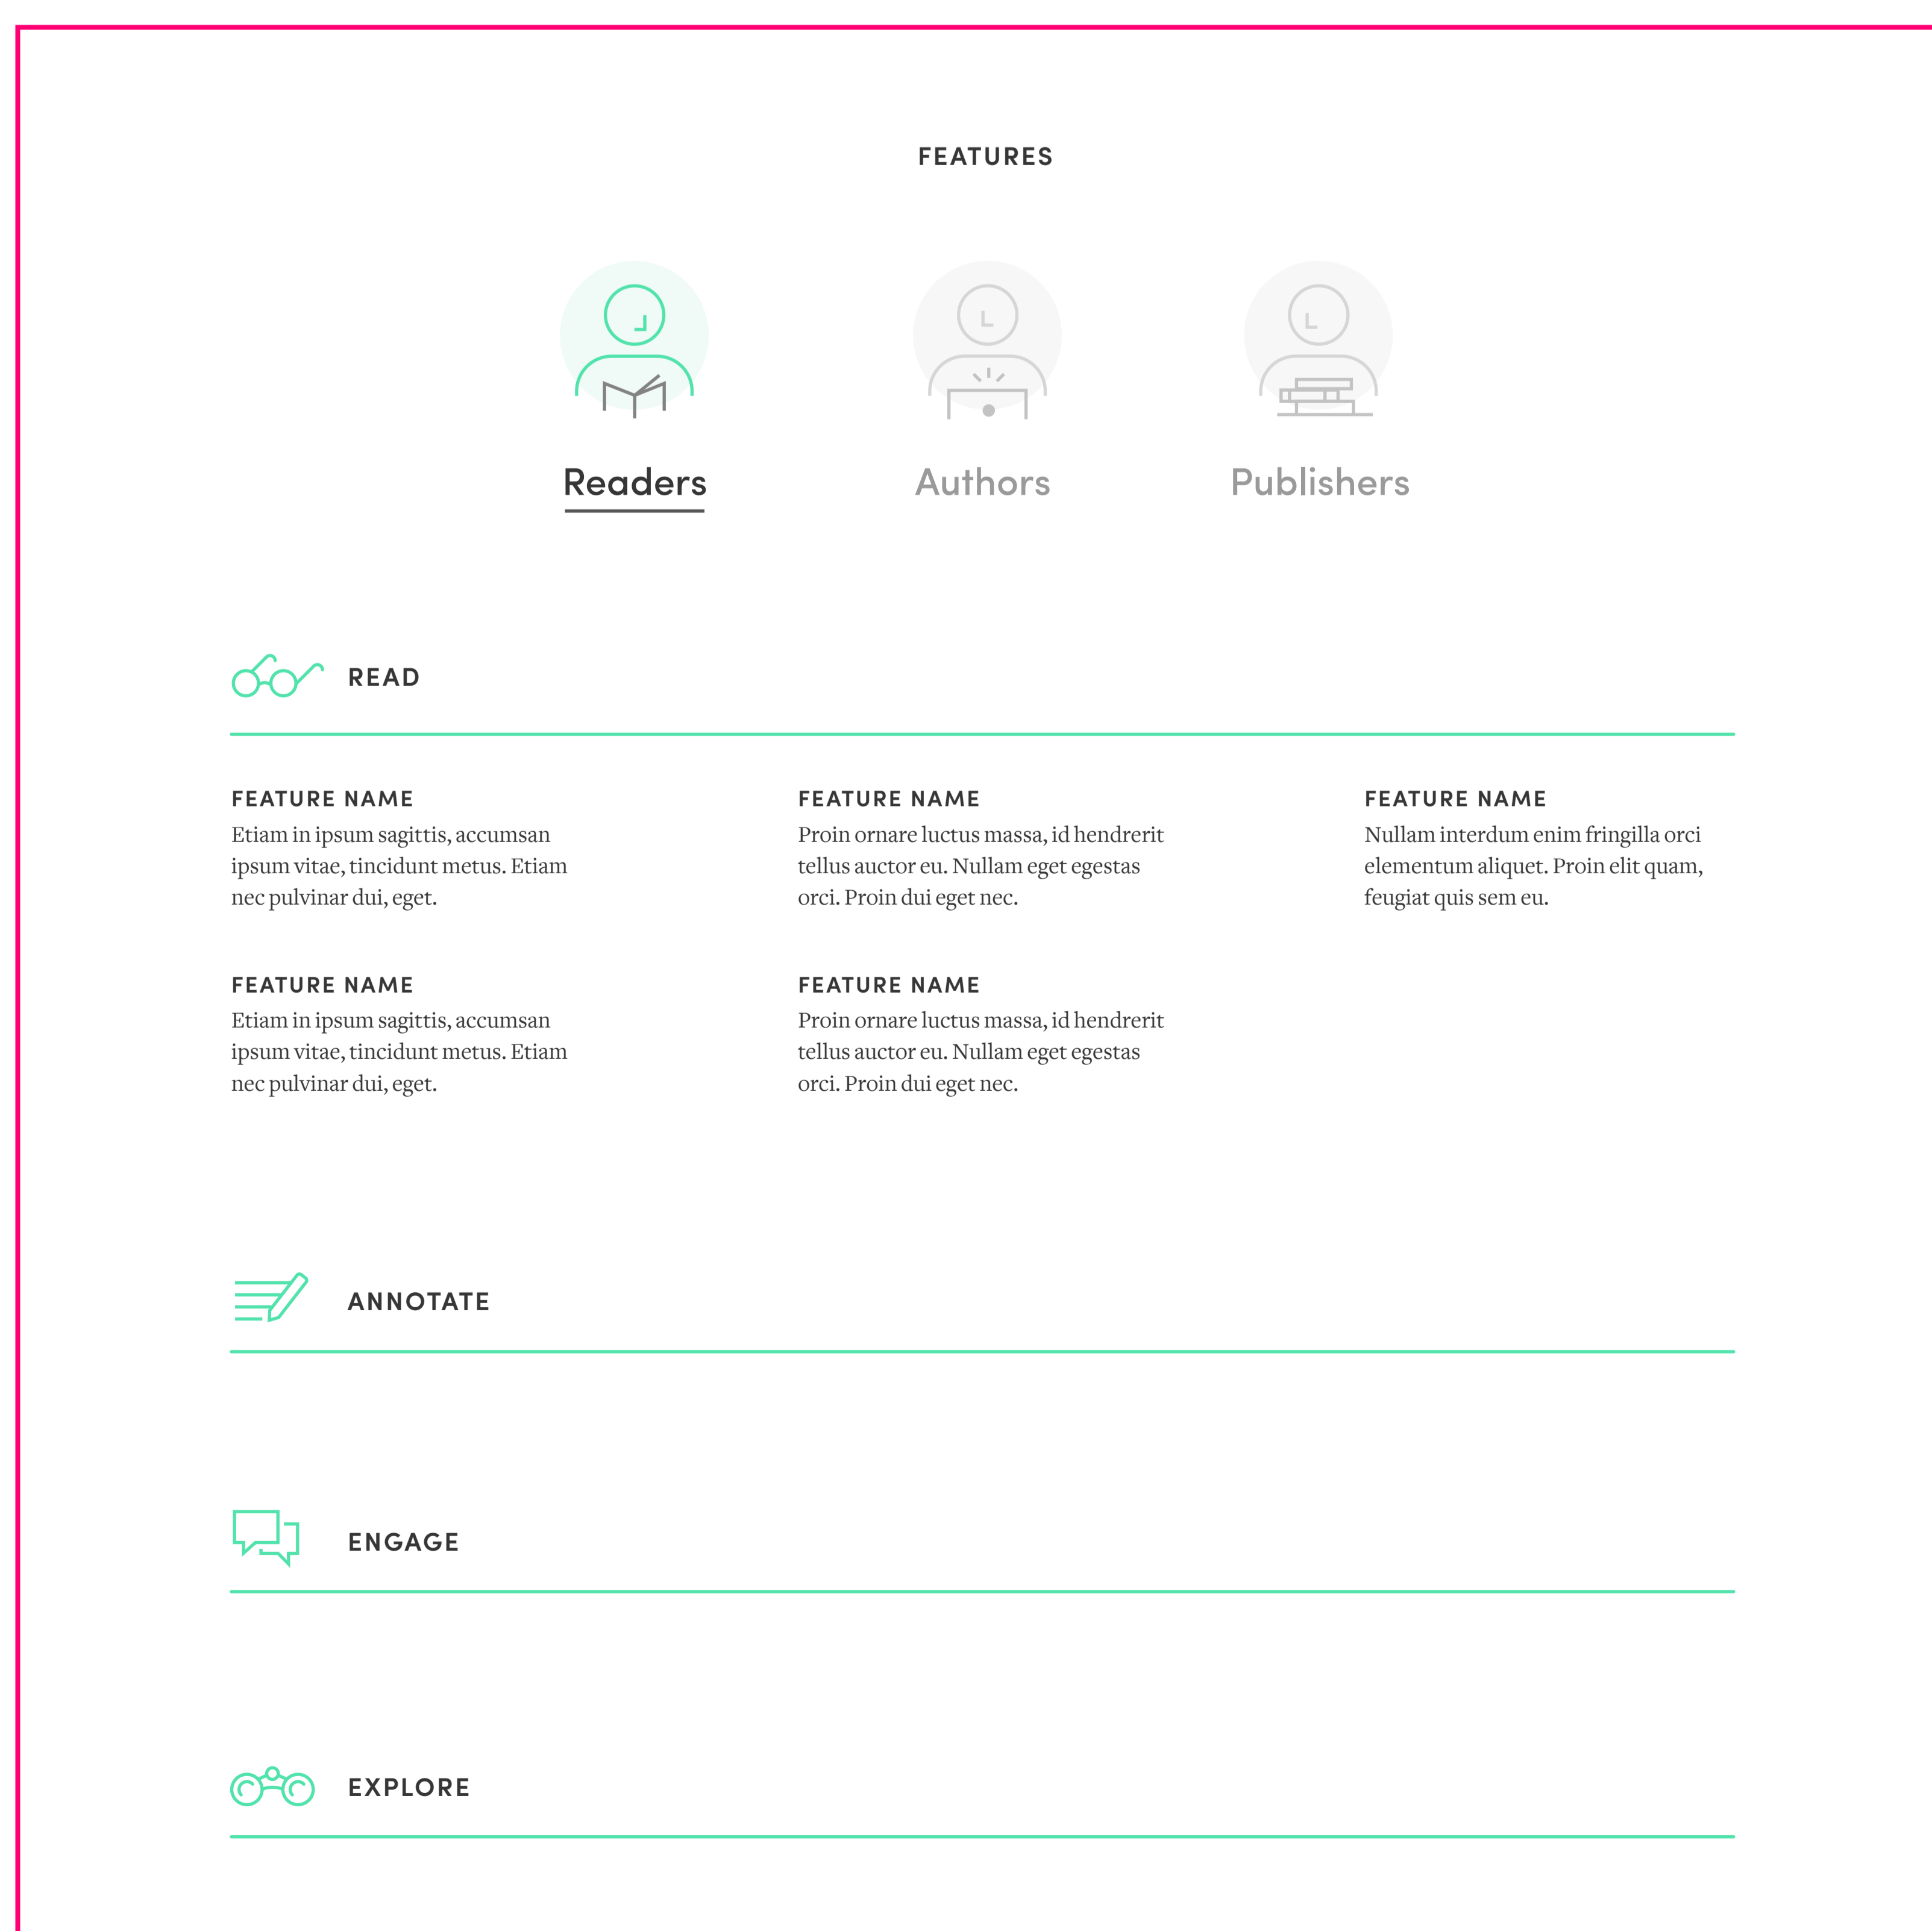 FEATURES
Readers
Authors
Publishers
READ
FEATURE NAME
Etiam in ipsum sagittis, accumsan
ipsum vitae, tincidunt metus. Etiam
nec pulvinar dui, eget.
FEATURE NAME
Proin ornare luctus massa, id hendrerit
tellus auctor eu. Nullam eget egestas
orci. Proin dui eget nec.
FEATURE NAME
Nullam interdum enim fringilla orci
elementum aliquet. Proin elit quam,
feugiat quis sem eu.
FEATURE NAME
Etiam in ipsum sagittis, accumsan
ipsum vitae, tincidunt metus. Etiam
nec pulvinar dui, eget.
FEATURE NAME
Proin ornare luctus massa, id hendrerit
tellus auctor eu. Nullam eget egestas
orci. Proin dui eget nec.
ANNOTATE
ENGAGE
EXPLORE